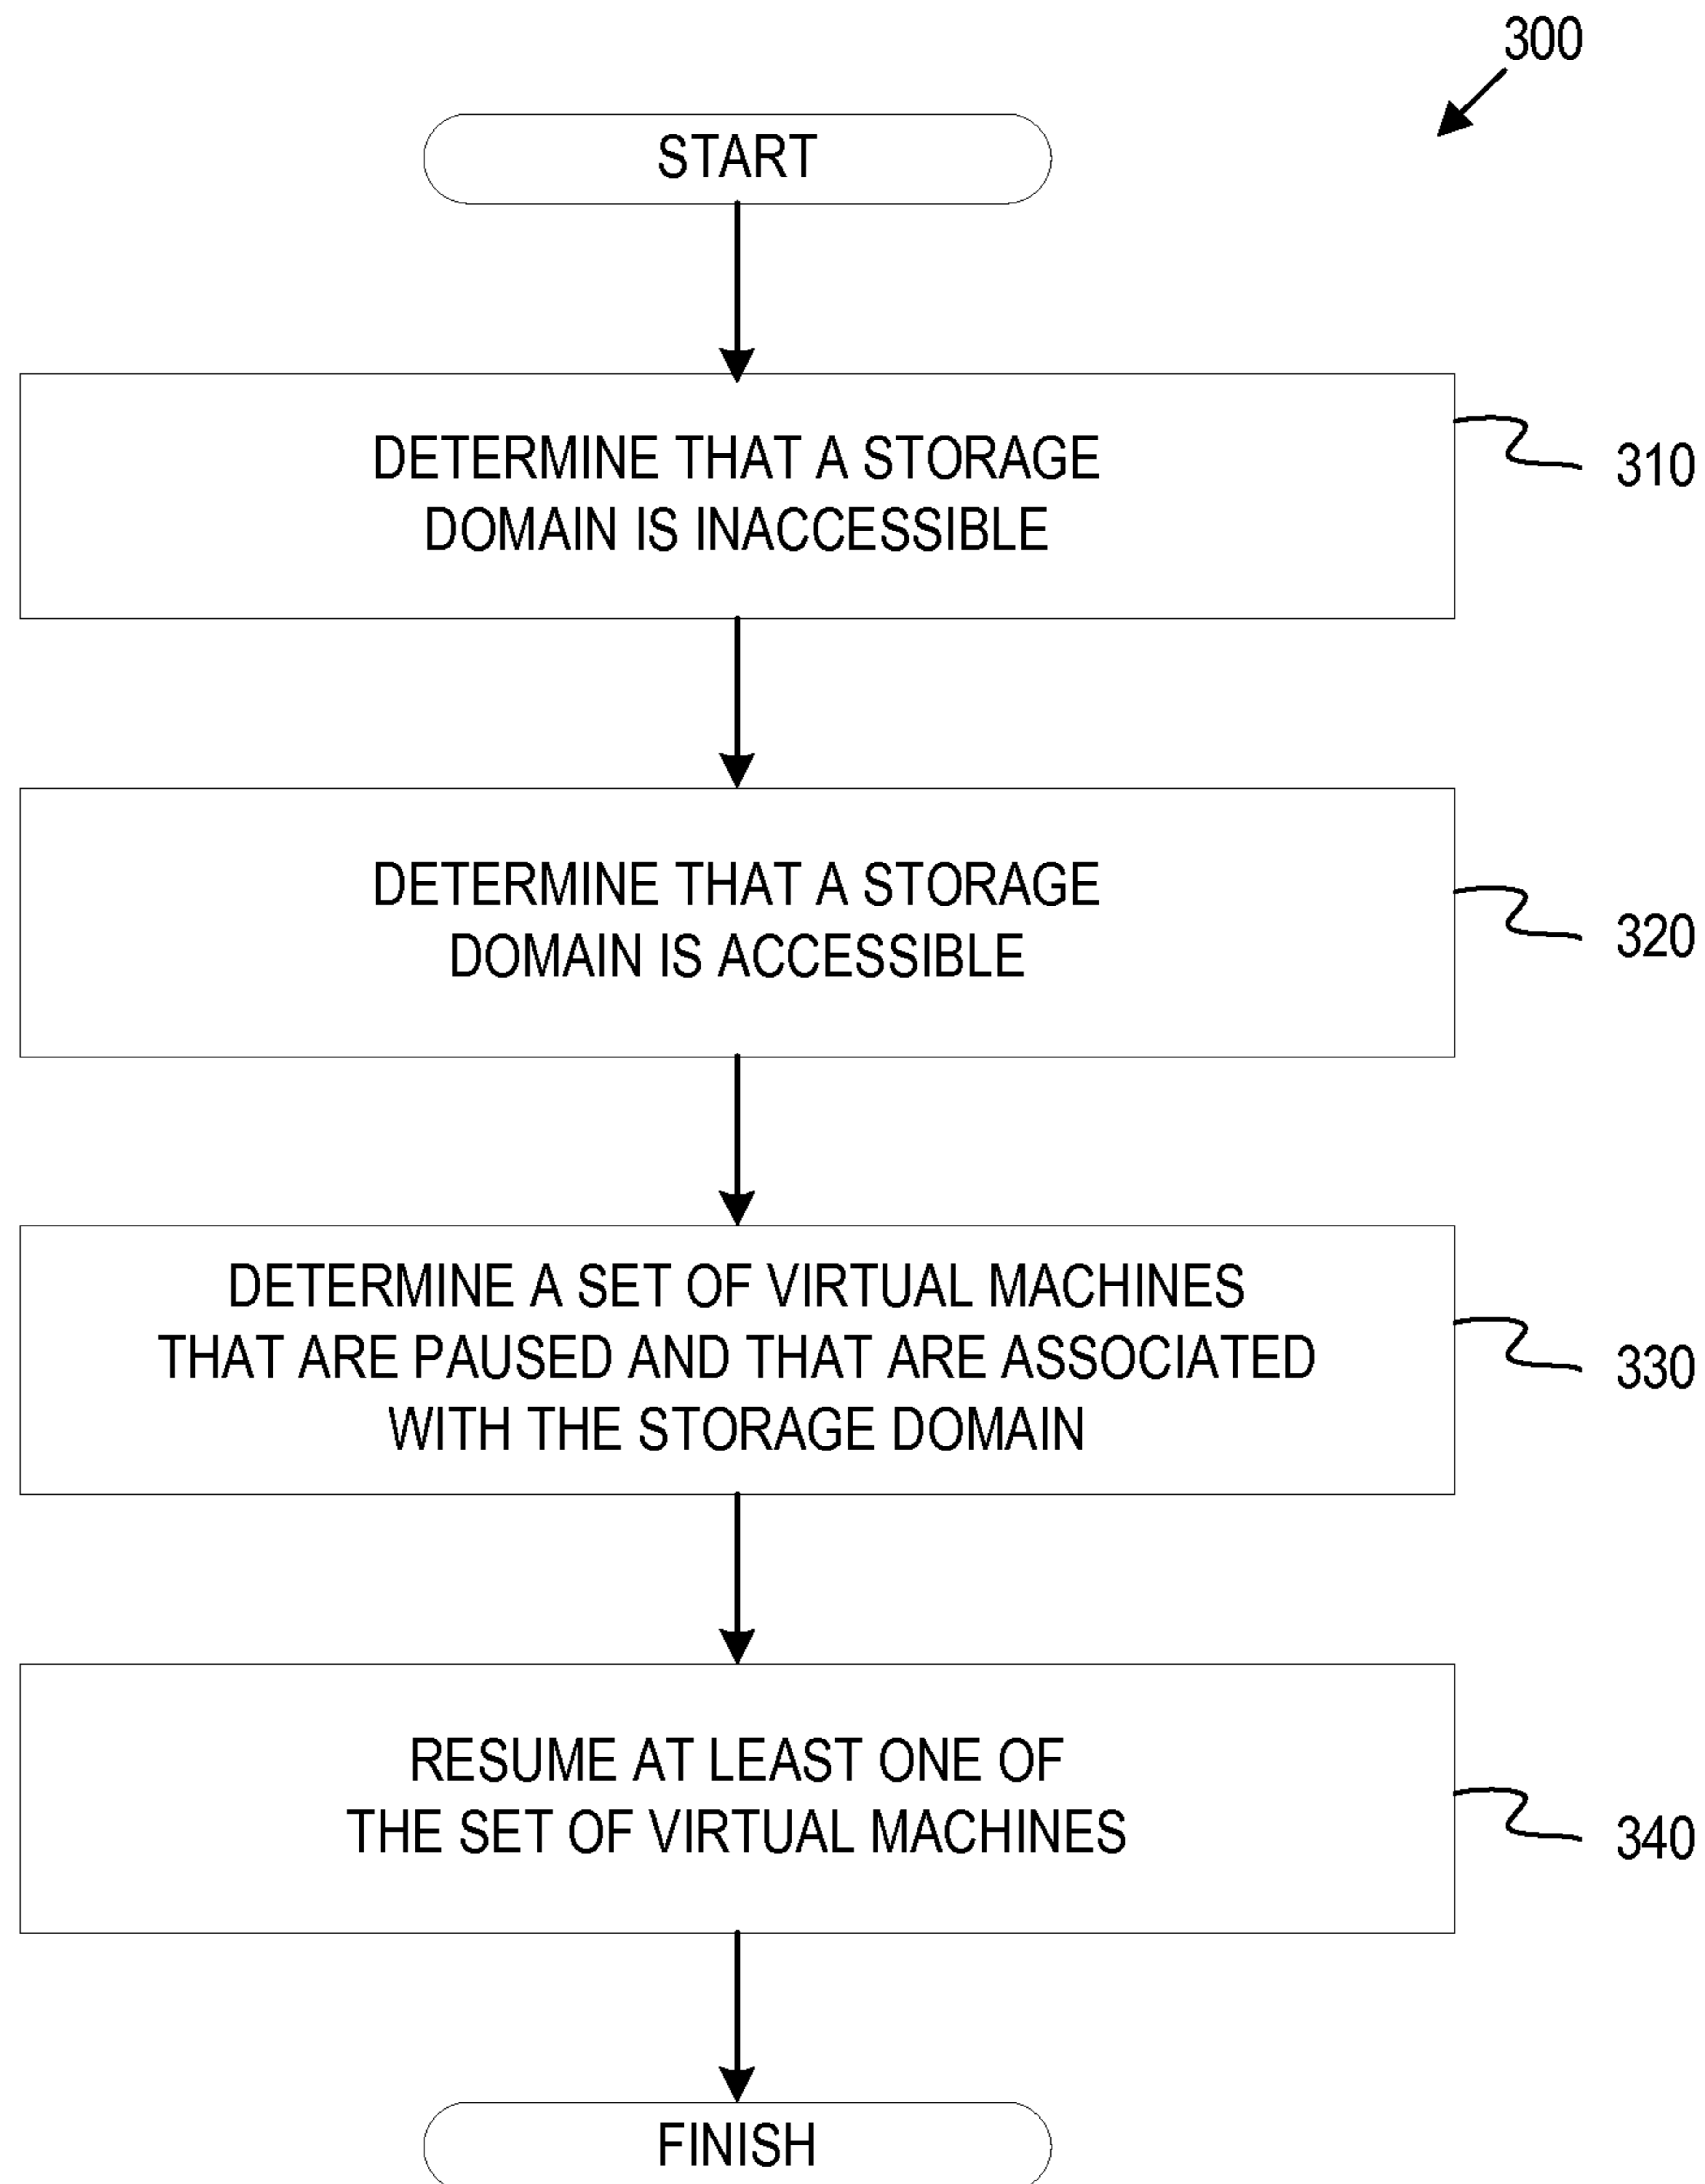 300
START
DETERMINE THAT A STORAGE
DOMAIN IS INACCESSIBLE
310
DETERMINE THAT A STORAGE
DOMAIN IS ACCESSIBLE
320
DETERMINE A SET OF VIRTUAL MACHINES
THAT ARE PAUSED AND THAT ARE ASSOCIATED
WITH THE STORAGE DOMAIN
330
RESUME AT LEAST ONE OF
THE SET OF VIRTUAL MACHINES
340
FINISH